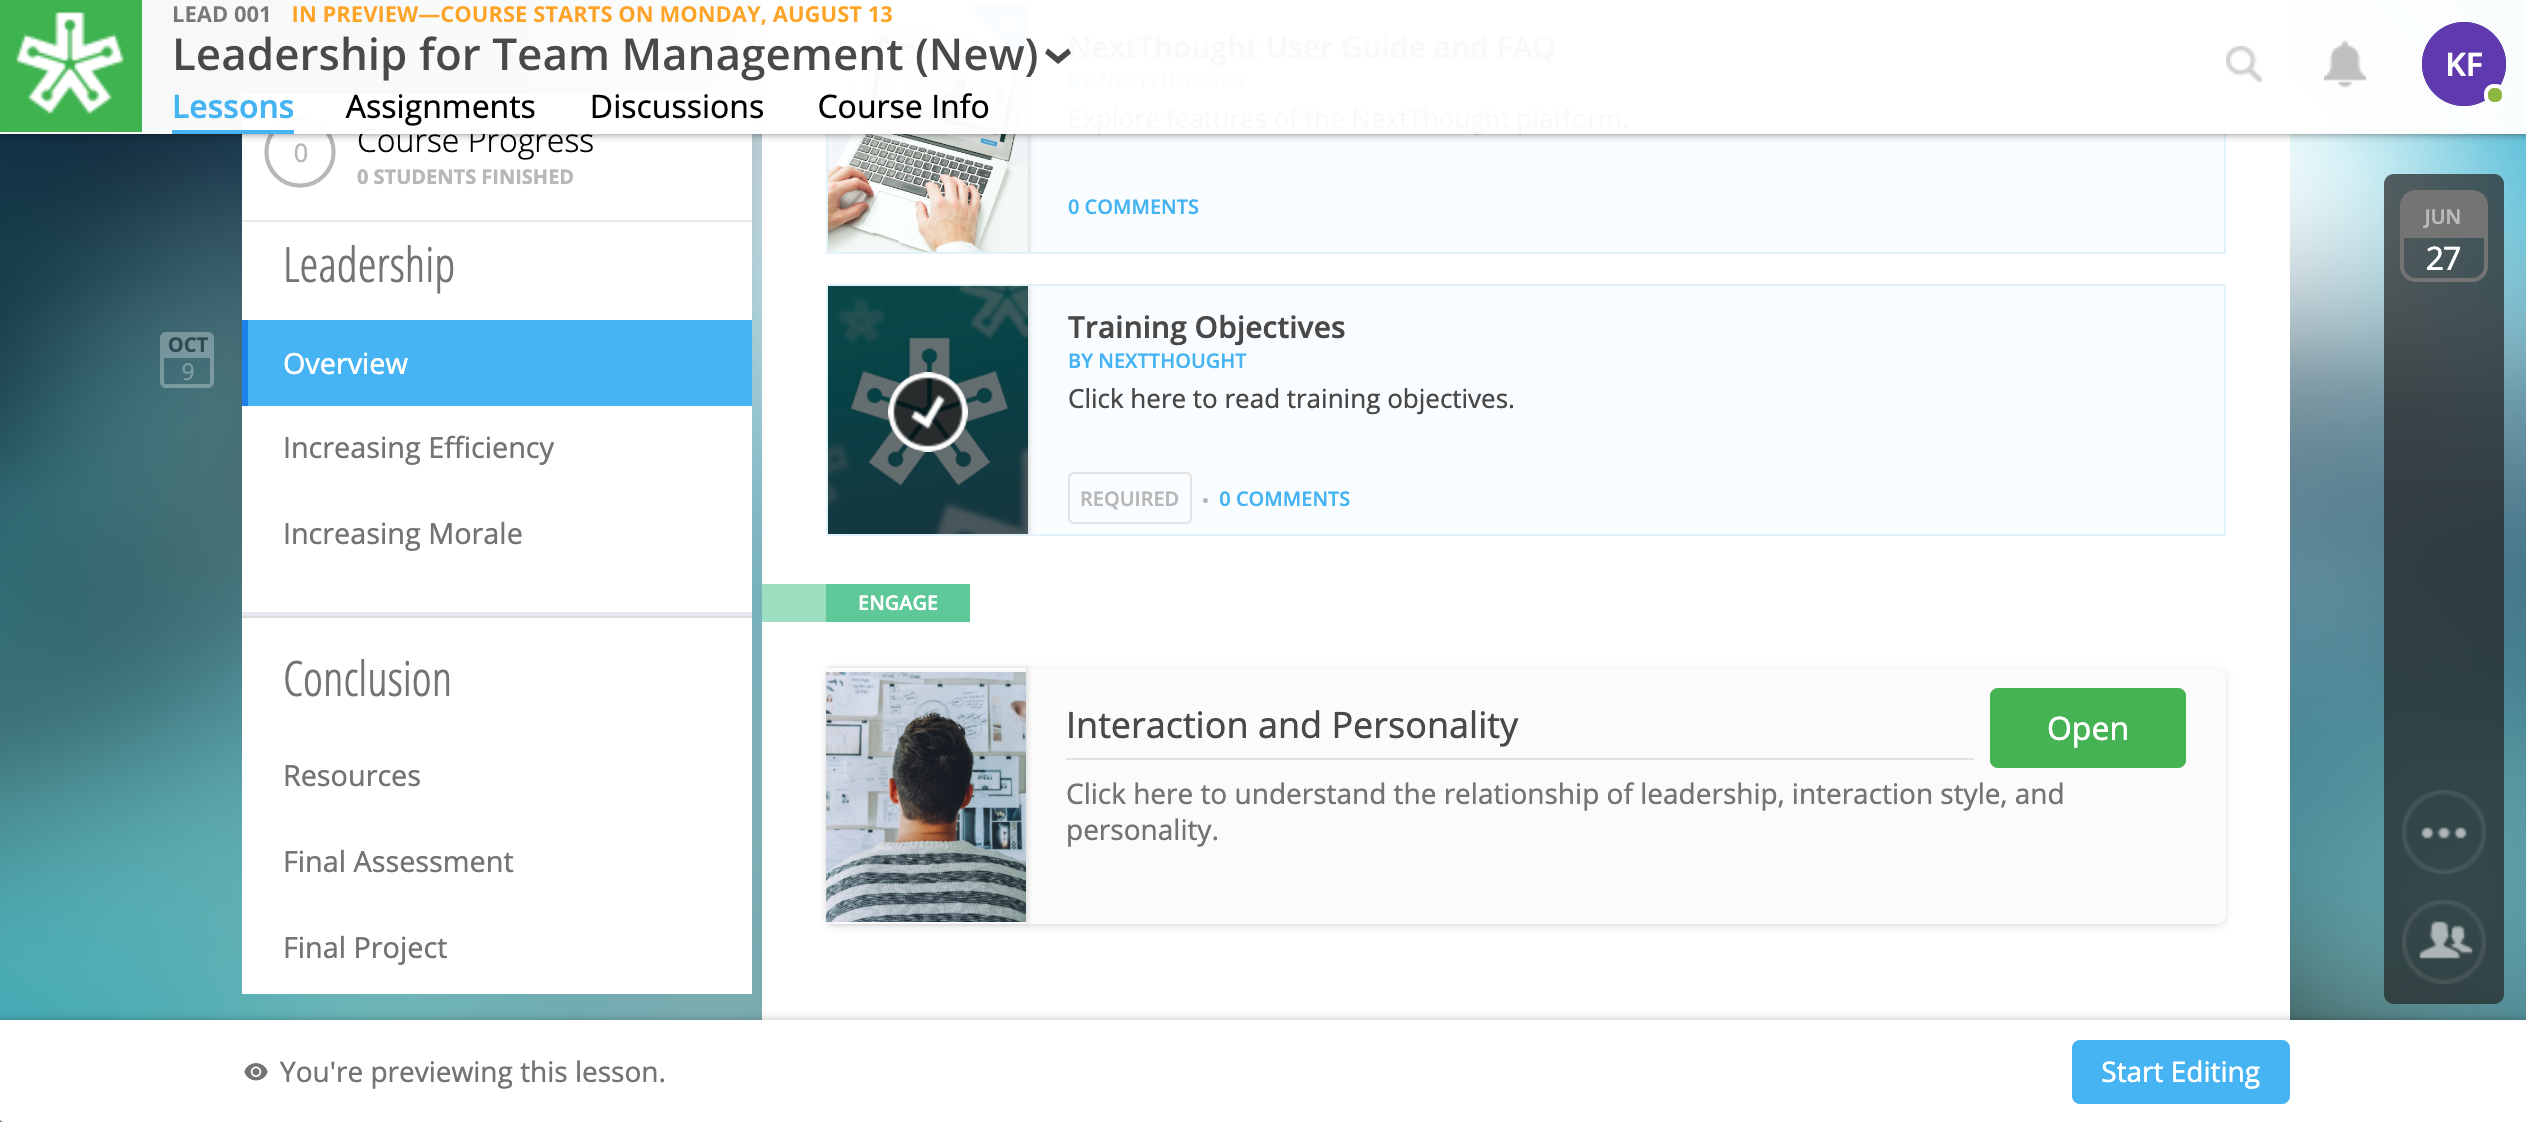 LEAD 001 IN PREVIEW—COURSE STARTS ON MONDAY, AUGUST 13
Leadership for Team Management (New)
Lessons Assignments Discussions Course Info
KF
NextThought User Guide and FAQ
BY NEXTTHOUGHT
Explore features of the NextThought platform.
0 COMMENTS
0
Course Progress
0 STUDENTS FINISHED
Leadership
OCT
9
Overview
Increasing Efficiency
Increasing Morale
Conclusion
Resources
Final Assessment
Final Project
Training Objectives
BY NEXTTHOUGHT
Click here to read training objectives.
REQUIRED • 0 COMMENTS
ENGAGE
Interaction and Personality
Open
Click here to understand the relationship of leadership, interaction style, and
personality.
JUN
27
You're previewing this lesson.
Start Editing